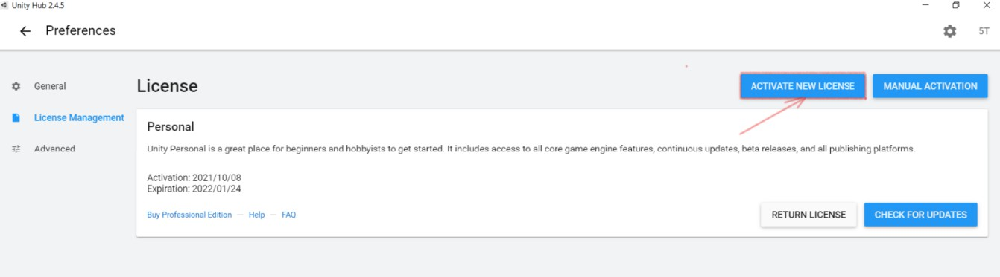 Unity Hub 2.4.5
Preferences
5T
General
License Management
Advanced
License
ACTIVATE NEW LICENSE
MANUAL ACTIVATION
Personal
Unity Personal is a great place for beginners and hobbyists to get started. It includes access to all core game engine features, continuous updates, beta releases, and all publishing platforms.
Activation: 2021/10/08
Expiration: 2022/01/24
Buy Professional Edition — Help — FAQ
RETURN LICENSE
CHECK FOR UPDATES